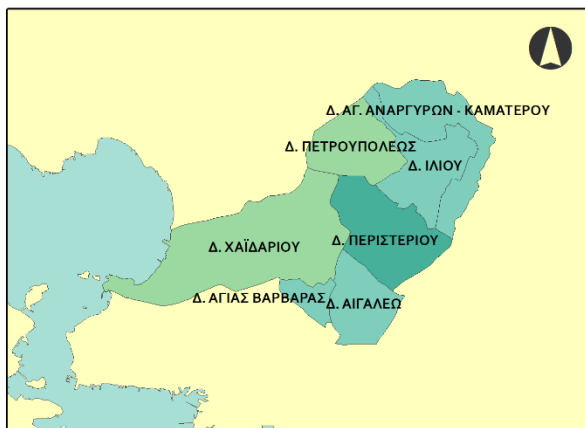 Δ. ΑΓ. ΑΝΑΡΓΥΡΩΝ - ΚΑΜΑΤΕΡΟΥ
Δ. ΠΕΤΡΟΥΠΟΛΕΩΣ
Δ. ΙΛΙΟΥ
Δ. ΧΑΪΔΑΡΙΟΥ
Δ. ΠΕΡΙΣΤΕΡΙΟΥ
Δ. ΑΓΙΑΣ ΒΑΡΒΑΡΑΣ
Δ. ΑΙΓΑΛΕΩ